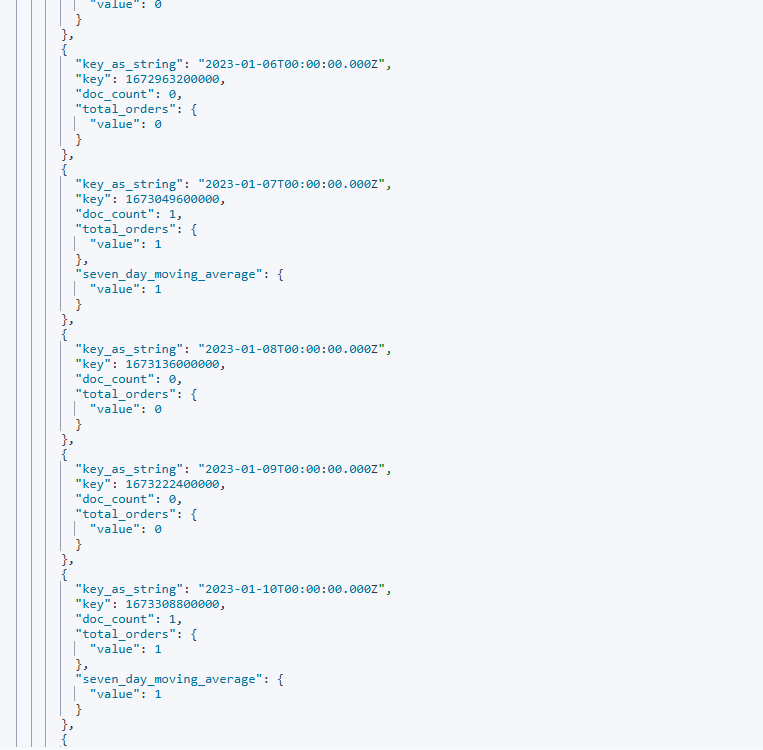 "value": 0
}
},
{
"key_as_string": "2023-01-06T00:00:00.000Z",
"key": 1672963200000,
"doc_count": 0,
"total_orders": {
"value": 0
}
},
{
"key_as_string": "2023-01-07T00:00:00.000Z",
"key": 1673049600000,
"doc_count": 1,
"total_orders": {
"value": 1
},
"seven_day_moving_average": {
"value": 1
}
},
{
"key_as_string": "2023-01-08T00:00:00.000Z",
"key": 1673136000000,
"doc_count": 0,
"total_orders": {
"value": 0
}
},
{
"key_as_string": "2023-01-09T00:00:00.000Z",
"key": 1673222400000,
"doc_count": 0,
"total_orders": {
"value": 0
}
},
{
"key_as_string": "2023-01-10T00:00:00.000Z",
"key": 1673308800000,
"doc_count": 1,
"total_orders": {
"value": 1
},
"seven_day_moving_average": {
"value": 1
}
},
{